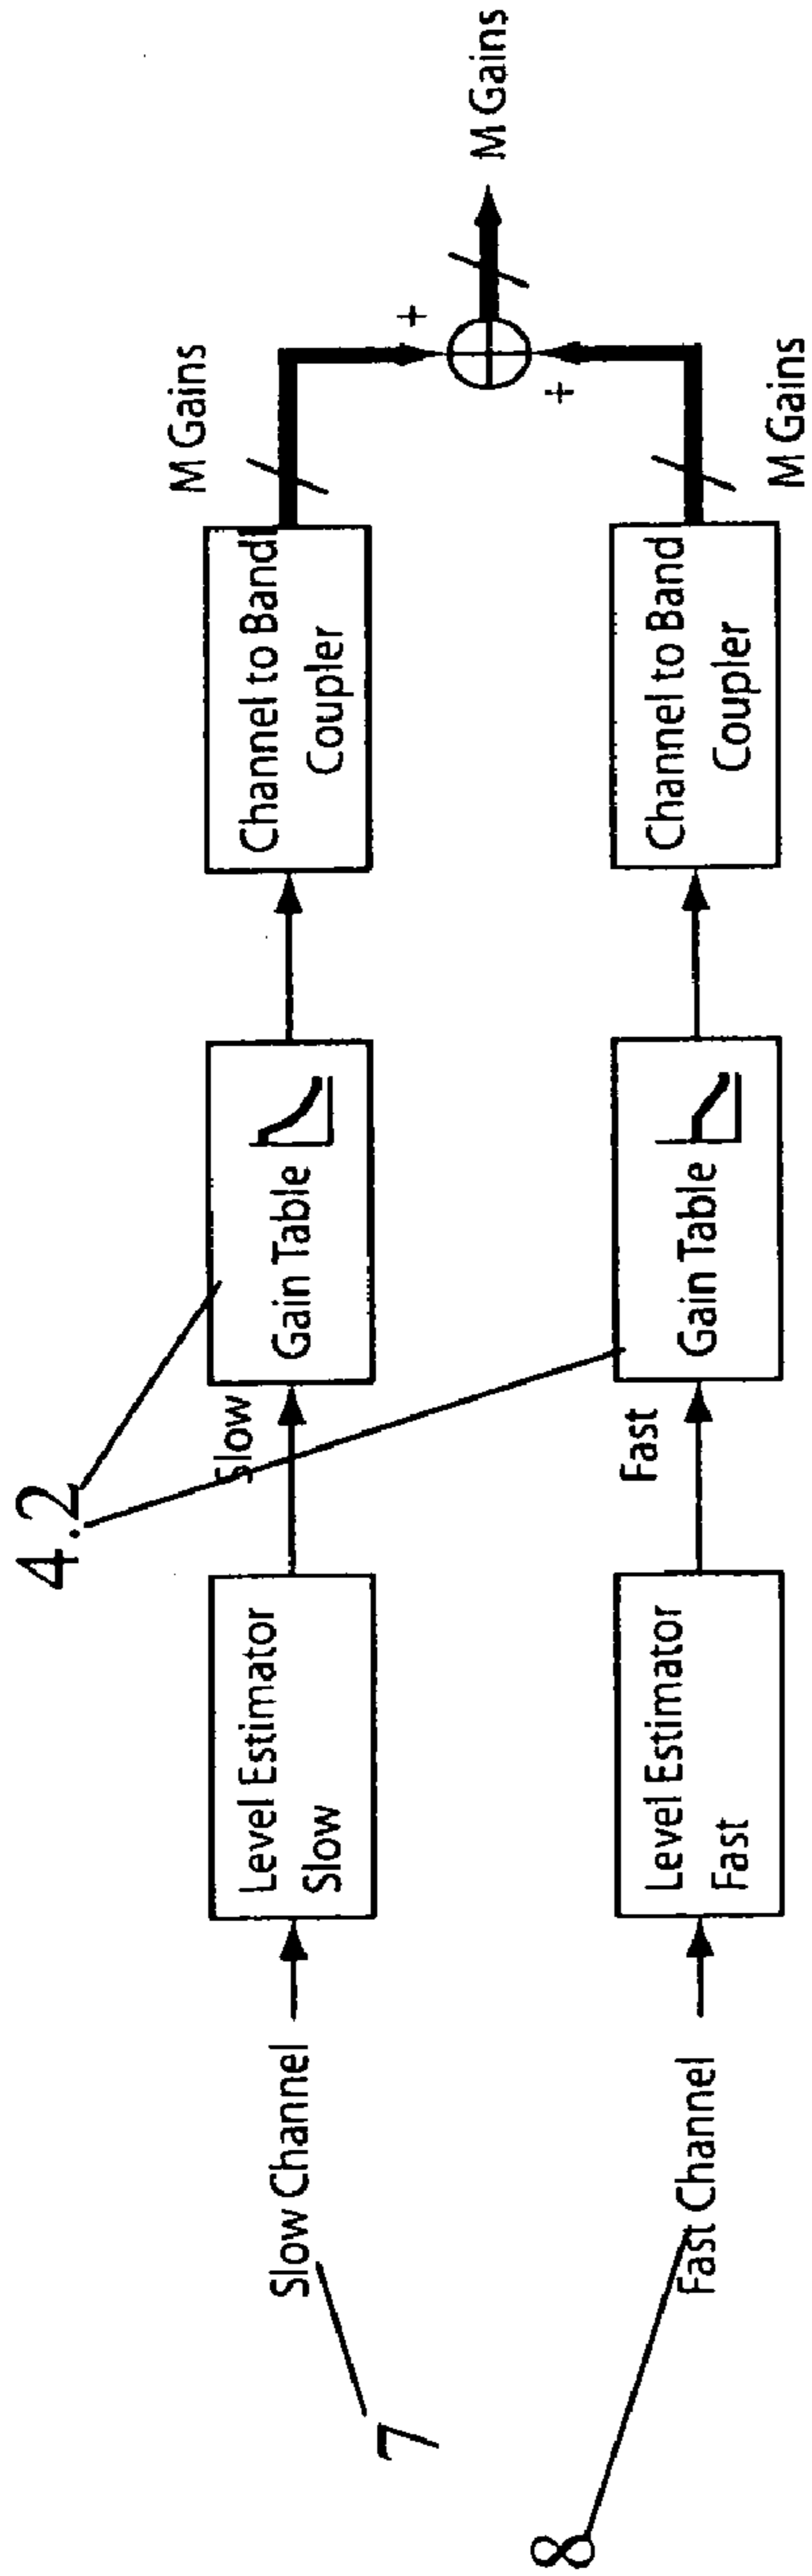 4.2
7
Slow Channel
Level Estimator
Slow
Slow
Gain Table
Channel to Band
Coupler
M Gains
+
M Gains
8
Fast Channel
Level Estimator
Fast
Fast
Gain Table
Channel to Band
Coupler
M Gains
+